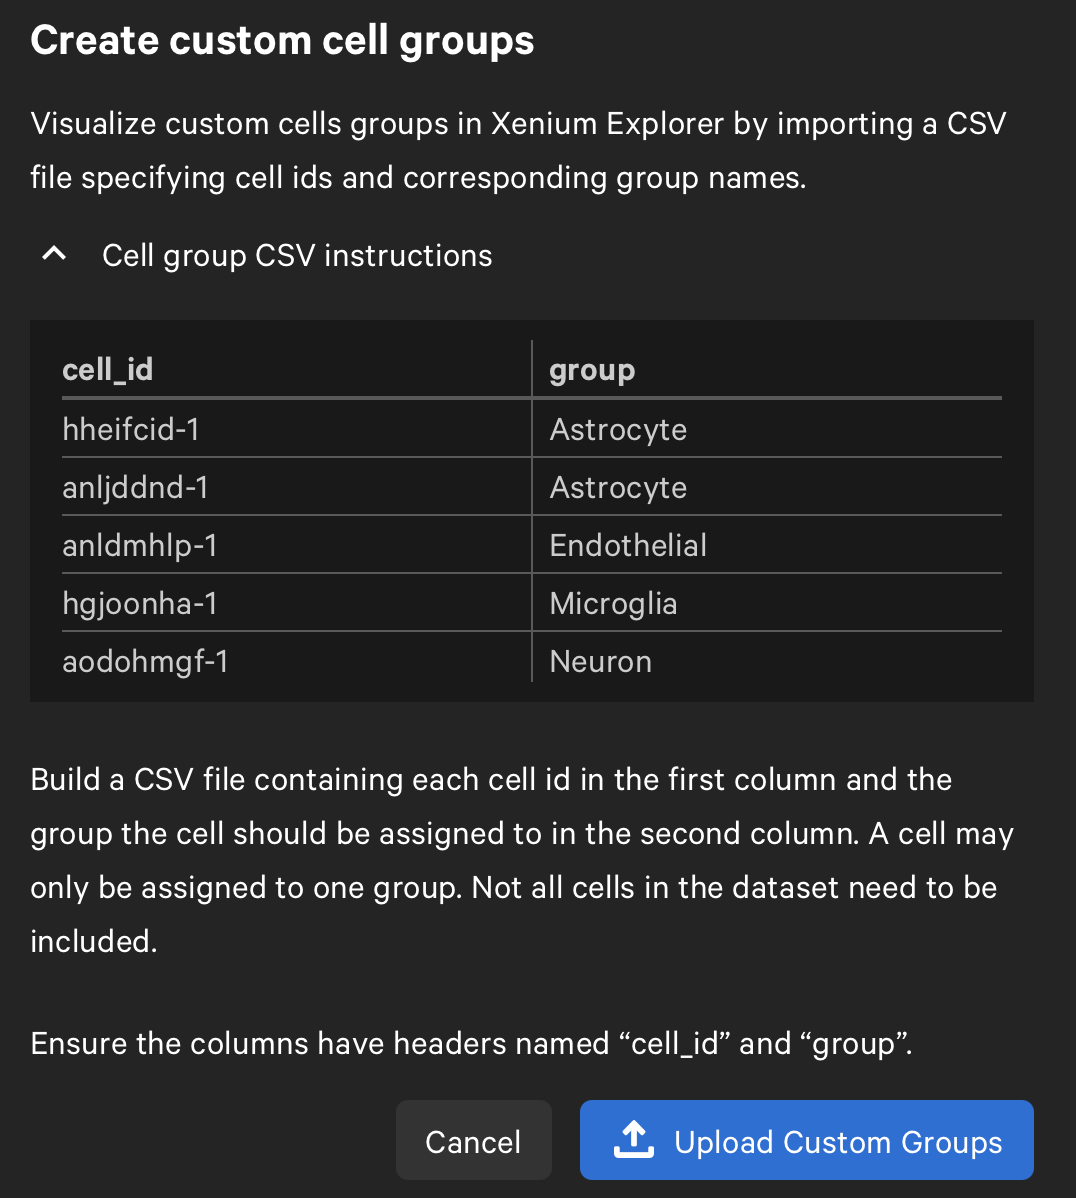 Create custom cell groups
Visualize custom cells groups in Xenium Explorer by importing a CSV
file specifying cell ids and corresponding group names.
Cell group CSV instructions
cell_id group
hheifcid-1 Astrocyte
anljddnd-1 Astrocyte
anldmhlp-1 Endothelial
hgjoonha-1 Microglia
aodohmgf-1 Neuron
Build a CSV file containing each cell id in the first column and the
group the cell should be assigned to in the second column. A cell may
only be assigned to one group. Not all cells in the dataset need to be
included.
Ensure the columns have headers named “cell_id” and “group”.
Cancel Upload Custom Groups